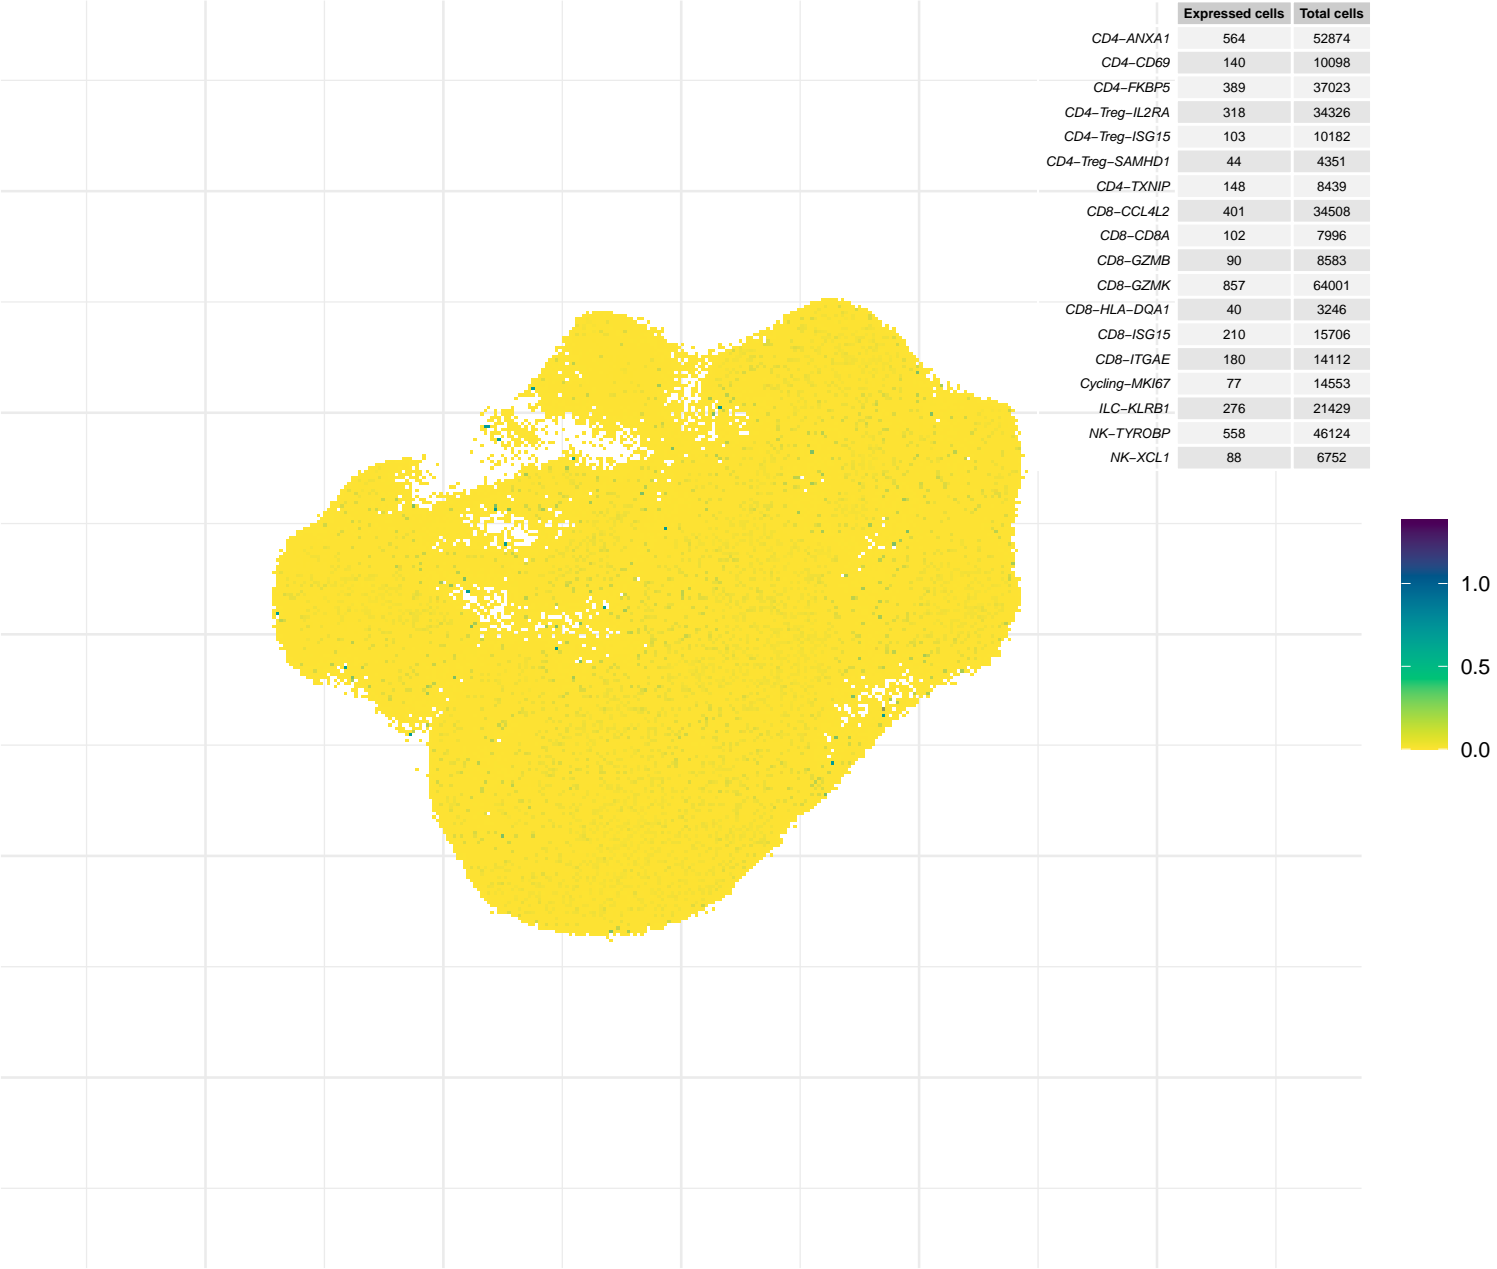 Expressed cells Total cells
CD4−ANXA1 564 52874
CD4−CD69 140 10098
CD4−FKBP5 389 37023
CD4−Treg−IL2RA 318 34326
CD4−Treg−ISG15 103 10182
CD4−Treg−SAMHD1 44 4351
CD4−TXNIP 148 8439
CD8−CCL4L2 401 34508
CD8−CD8A 102 7996
CD8−GZMB 90 8583
CD8−GZMK 857 64001
CD8−HLA−DQA1 40 3246
CD8−ISG15 210 15706
CD8−ITGAE 180 14112
Cycling−MKI67 77 14553
ILC−KLRB1 276 21429
NK−TYROBP 558 46124
NK−XCL1 88 6752
1.0
0.5
0.0